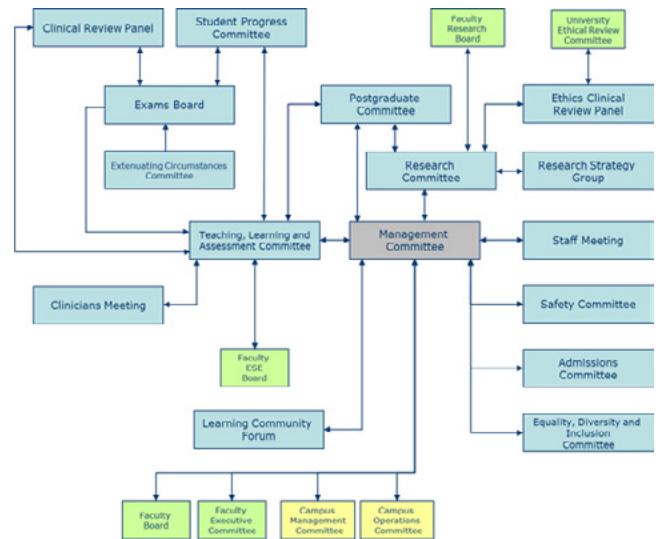 Clinical Review Panel
Student Progress
Committee
Faculty
Research
Board
University
Ethical Review
Committee
Exams Board
Postgraduate
Committee
Ethics Clinical
Review Panel
Extenuating Circumstances
Committee
Research
Committee
Research Strategy
Group
Teaching, Learning and
Assessment Committee
Management
Committee
Staff Meeting
Clinicians Meeting
Safety Committee
Faculty
ESE
Board
Admissions
Committee
Learning Community
Forum
Equality, Diversity and
Inclusion
Committee
Faculty
Board
Faculty
Executive
Committee
Campus
Management
Committee
Campus
Operations
Committee